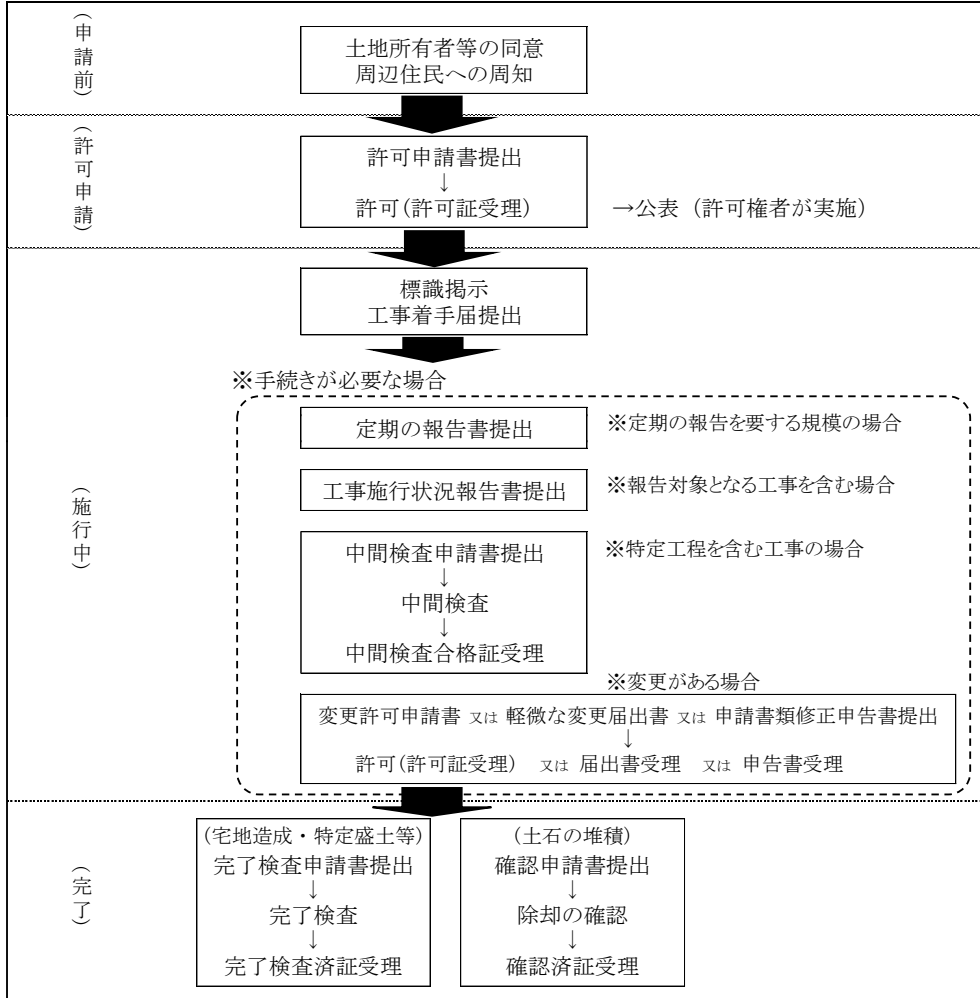 (申請前)
土地所有者等の同意
周辺住民への周知
(許可申請)
許可申請書提出
↓
許可(許可証受理) →公表（許可権者が実施）
(施行中)
標識掲示
工事着手届提出
※手続きが必要な場合
定期の報告書提出 ※定期の報告を要する規模の場合
工事施行状況報告書提出 ※報告対象となる工事を含む場合
中間検査申請書提出 ※特定工程を含む工事の場合
↓
中間検査
↓
中間検査合格証受理
※変更がある場合
変更許可申請書 又は 軽微な変更届出書 又は 申請書類修正申告書提出
↓
許可(許可証受理) 又は 届出書受理 又は 申告書受理
(完了)
(宅地造成・特定盛土等)
完了検査申請書提出
↓
完了検査
↓
完了検査済証受理
(土石の堆積)
確認申請書提出
↓
除却の確認
↓
確認済証受理